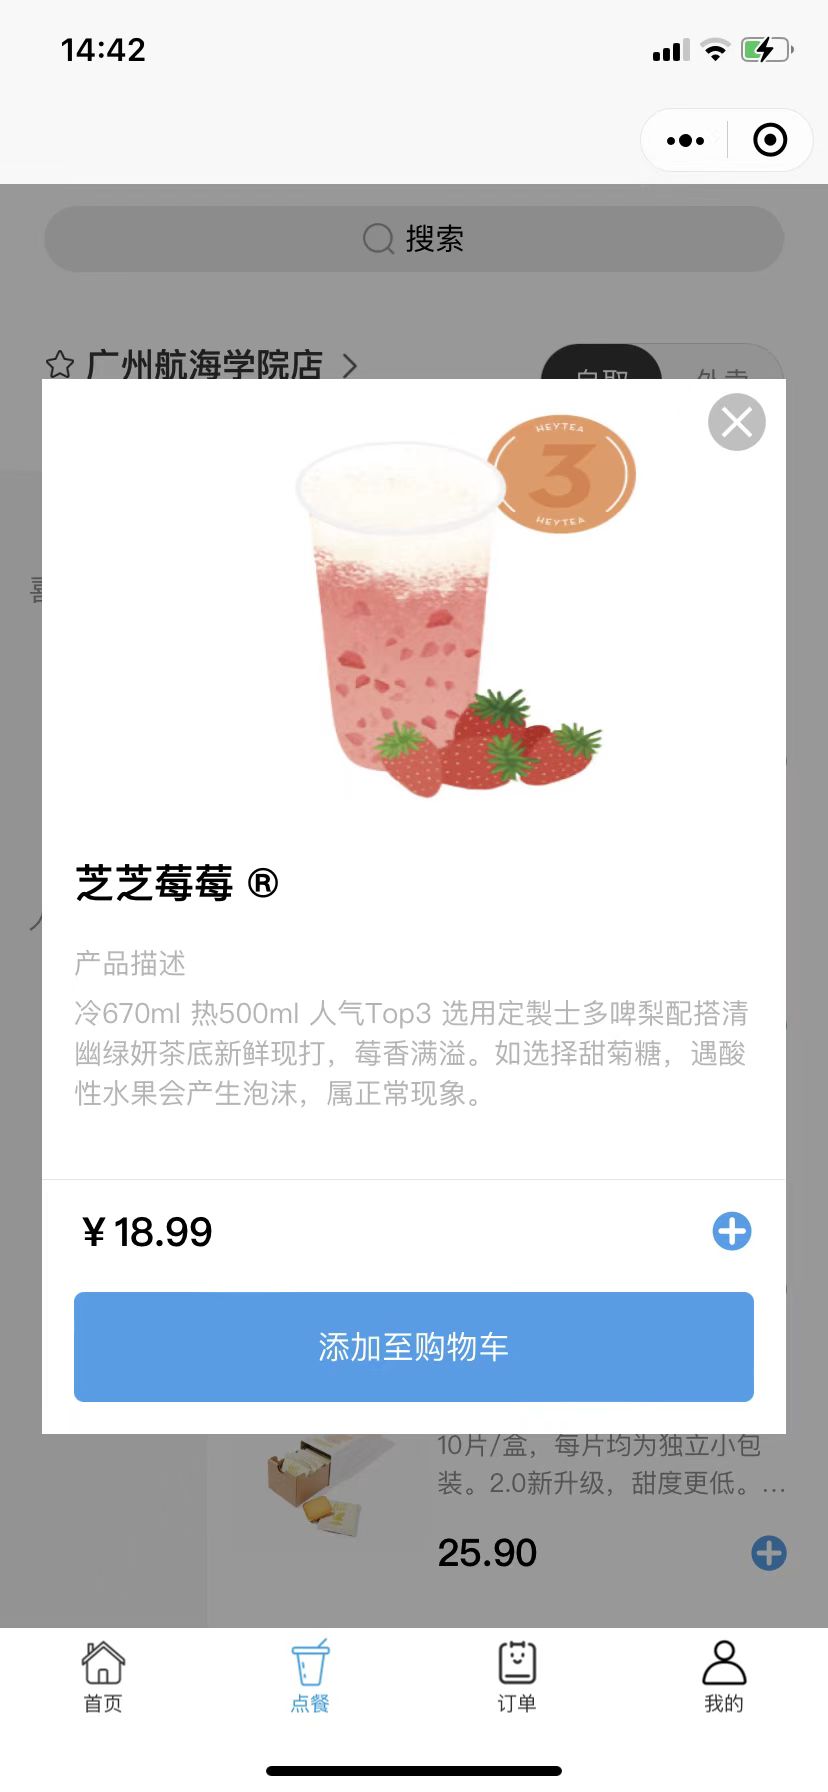 14:42
搜索
广州航海学院店
自取
外卖
HEYTEA
3
HEYTEA
芝芝莓莓 ®
产品描述
冷670ml 热500ml 人气Top3 选用定製士多啤梨配搭清
幽绿妍茶底新鲜现打，莓香满溢。如选择甜菊糖，遇酸
性水果会产生泡沫，属正常现象。
¥ 18.99
添加至购物车
10片/盒，每片均为独立小包
装。2.0新升级，甜度更低。...
25.90
首页
点餐
订单
我的